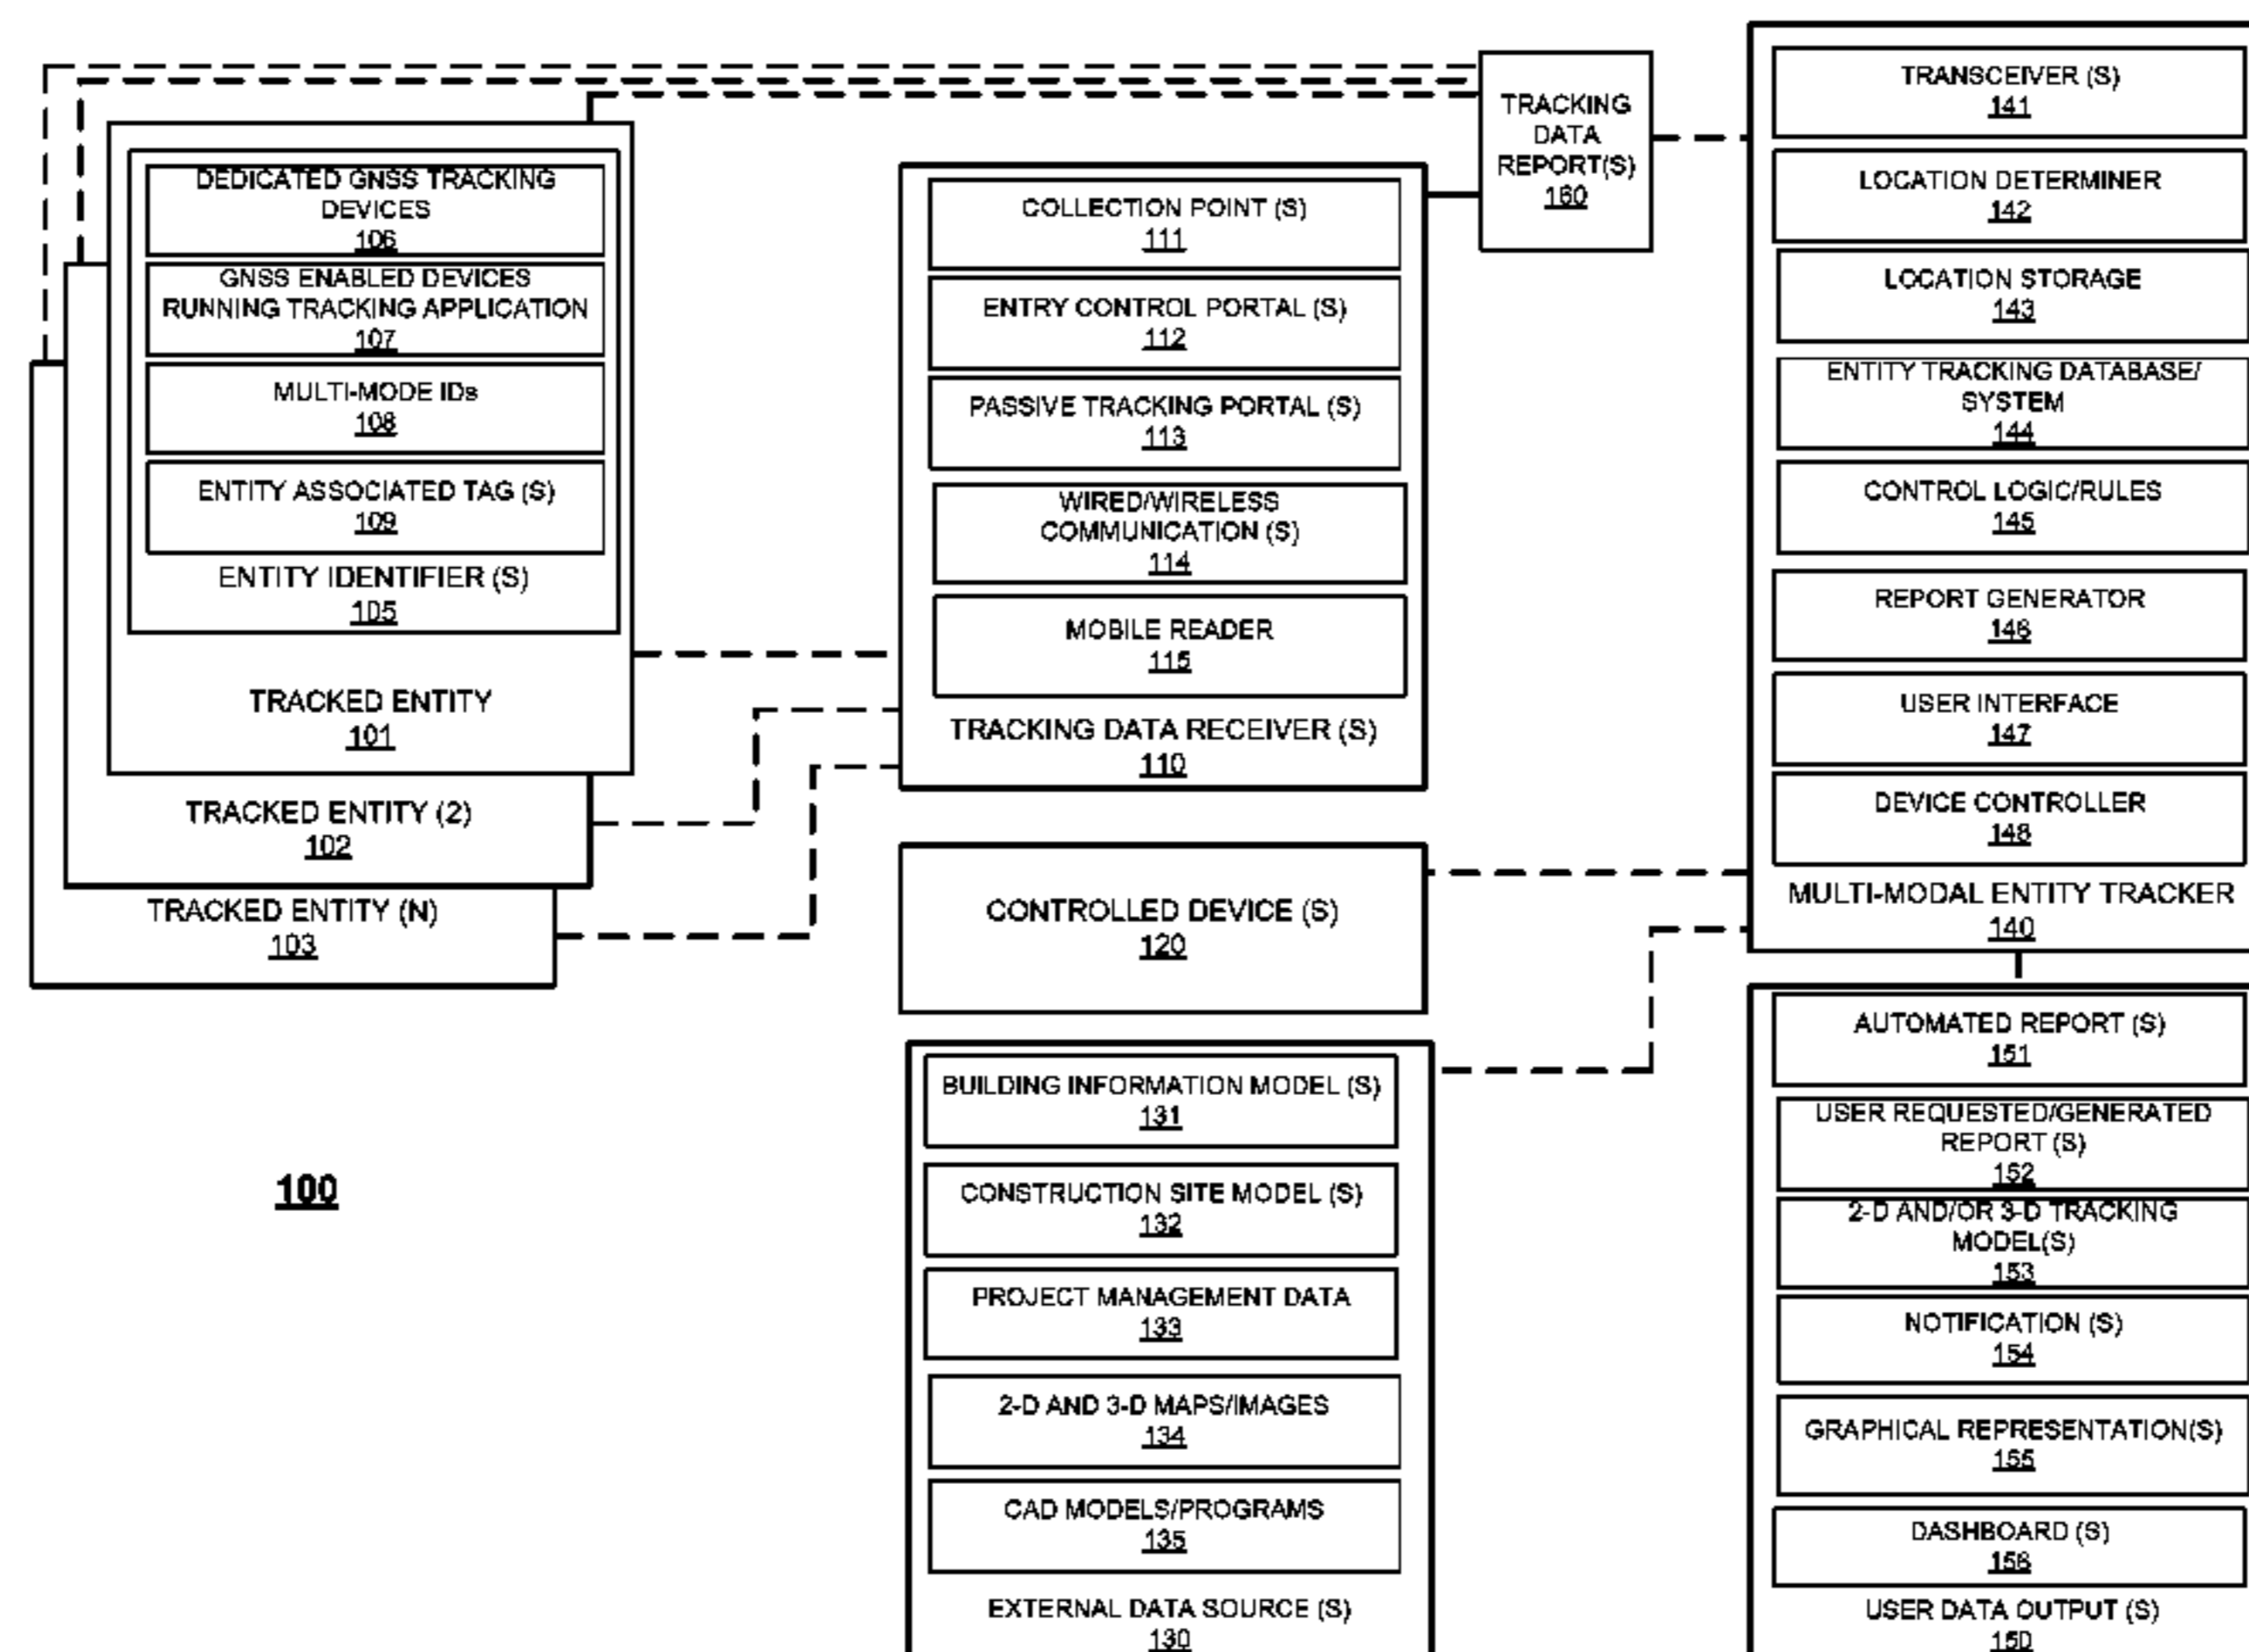 TRACKING
DATA
REPORT(S)
160
DEDICATED GNSS TRACKING
DEVICES
106
GNSS ENABLED DEVICES
RUNNING TRACKING APPLICATION
107
MULTI-MODE IDs
108
ENTITY ASSOCIATED TAG (S)
109
ENTITY IDENTIFIER (S)
105
TRACKED ENTITY
101
TRACKED ENTITY (2)
102
TRACKED ENTITY (N)
103
100
COLLECTION POINT (S)
111
ENTRY CONTROL PORTAL (S)
112
PASSIVE TRACKING PORTAL (S)
113
WIRED/WIRELESS
COMMUNICATION (S)
114
MOBILE READER
115
TRACKING DATA RECEIVER (S)
110
CONTROLLED DEVICE (S)
120
BUILDING INFORMATION MODEL (S)
131
CONSTRUCTION SITE MODEL (S)
132
PROJECT MANAGEMENT DATA
133
2-D AND 3-D MAPS/IMAGES
134
CAD MODELS/PROGRAMS
135
EXTERNAL DATA SOURCE (S)
130
TRANSCEIVER (S)
141
LOCATION DETERMINER
142
LOCATION STORAGE
143
ENTITY TRACKING DATABASE/
SYSTEM
144
CONTROL LOGIC/RULES
145
REPORT GENERATOR
146
USER INTERFACE
147
DEVICE CONTROLLER
148
MULTI-MODAL ENTITY TRACKER
140
AUTOMATED REPORT (S)
151
USER REQUESTED/GENERATED
REPORT (S)
152
2-D AND/OR 3-D TRACKING
MODEL(S)
153
NOTIFICATION (S)
154
GRAPHICAL REPRESENTATION(S)
155
DASHBOARD (S)
156
USER DATA OUTPUT (S)
150